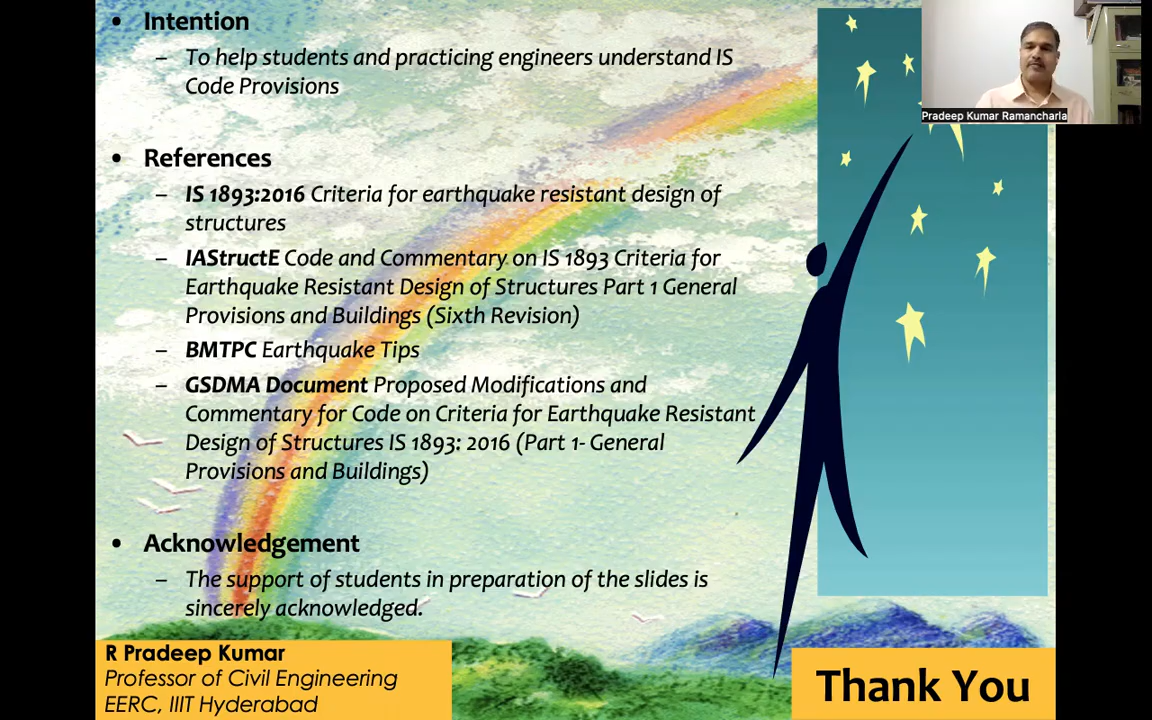 • Intention
– To help students and practicing engineers understand IS
Code Provisions
• References
– IS 1893:2016 Criteria for earthquake resistant design of
structures
– IAStructE Code and Commentary on IS 1893 Criteria for
Earthquake Resistant Design of Structures Part 1 General
Provisions and Buildings (Sixth Revision)
– BMTPC Earthquake Tips
– GSDMA Document Proposed Modifications and
Commentary for Code on Criteria for Earthquake Resistant
Design of Structures IS 1893: 2016 (Part 1- General
Provisions and Buildings)
• Acknowledgement
– The support of students in preparation of the slides is
sincerely acknowledged.
R Pradeep Kumar
Professor of Civil Engineering
EERC, IIIT Hyderabad
Thank You
Pradeep Kumar Ramancharla